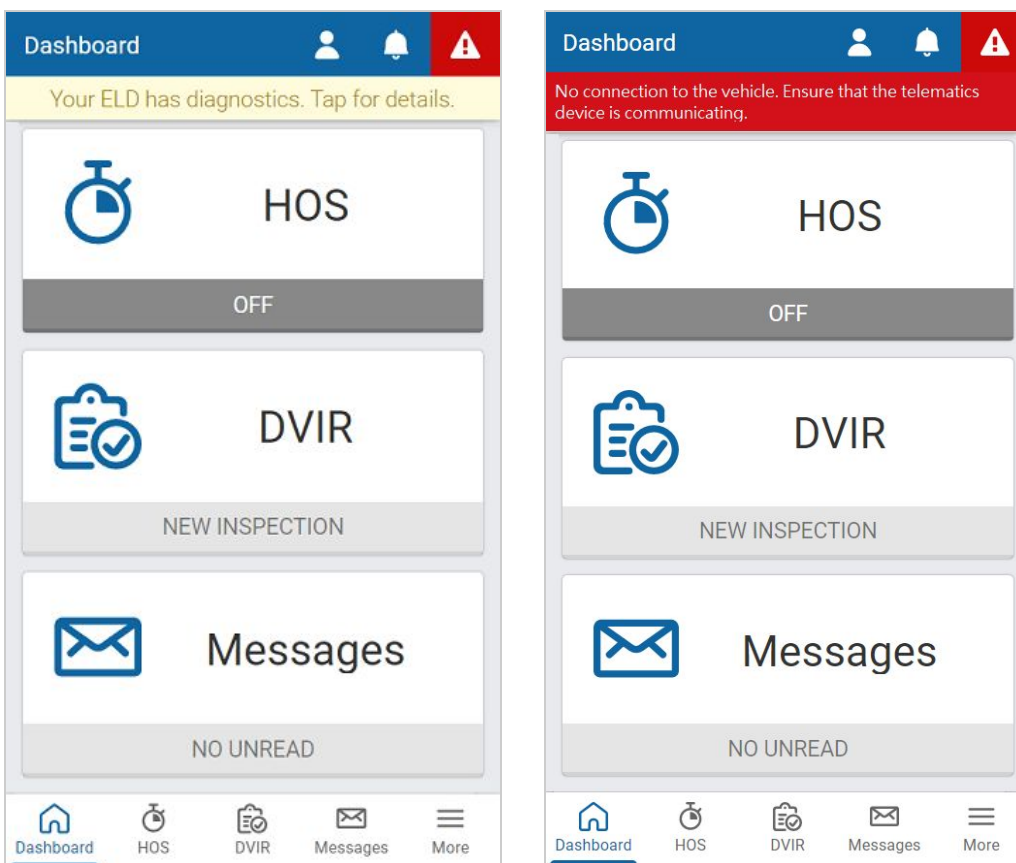 Dashboard
Your ELD has diagnostics. Tap for details.
HOS
OFF
DVIR
NEW INSPECTION
Messages
NO UNREAD
Dashboard
HOS
DVIR
Messages
More
Dashboard
No connection to the vehicle. Ensure that the telematics
device is communicating.
HOS
OFF
DVIR
NEW INSPECTION
Messages
NO UNREAD
Dashboard
HOS
DVIR
Messages
More